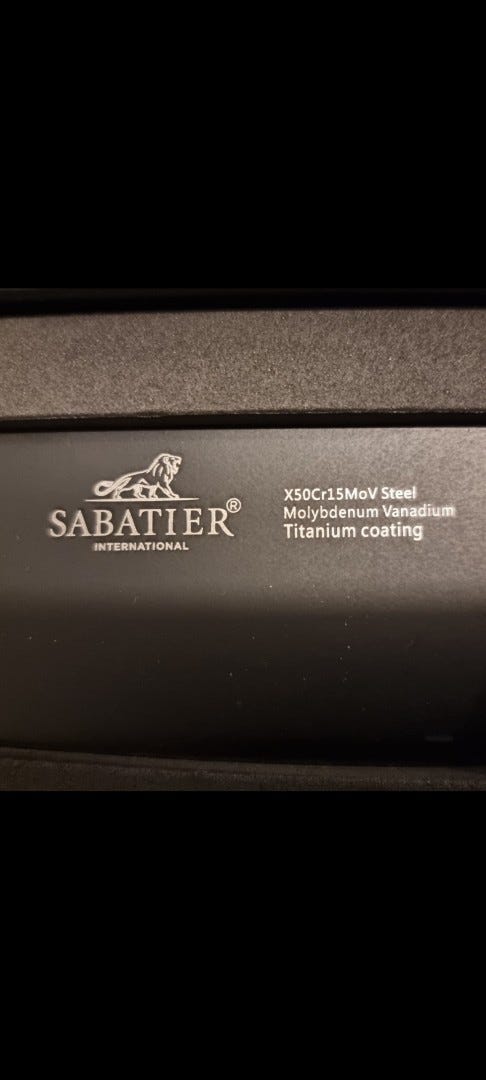 SABATIER®
INTERNATIONAL
X50Cr15MoV Steel
Molybdenum Vanadium
Titanium coating